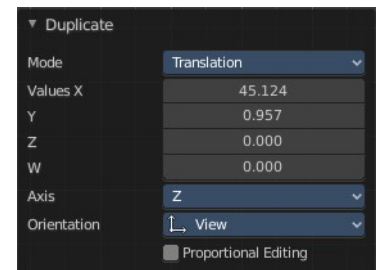 Duplicate
Mode Translation
Values X 45.124
Y 0.957
Z 0.000
W 0.000
Axis Z
Orientation View
Proportional Editing